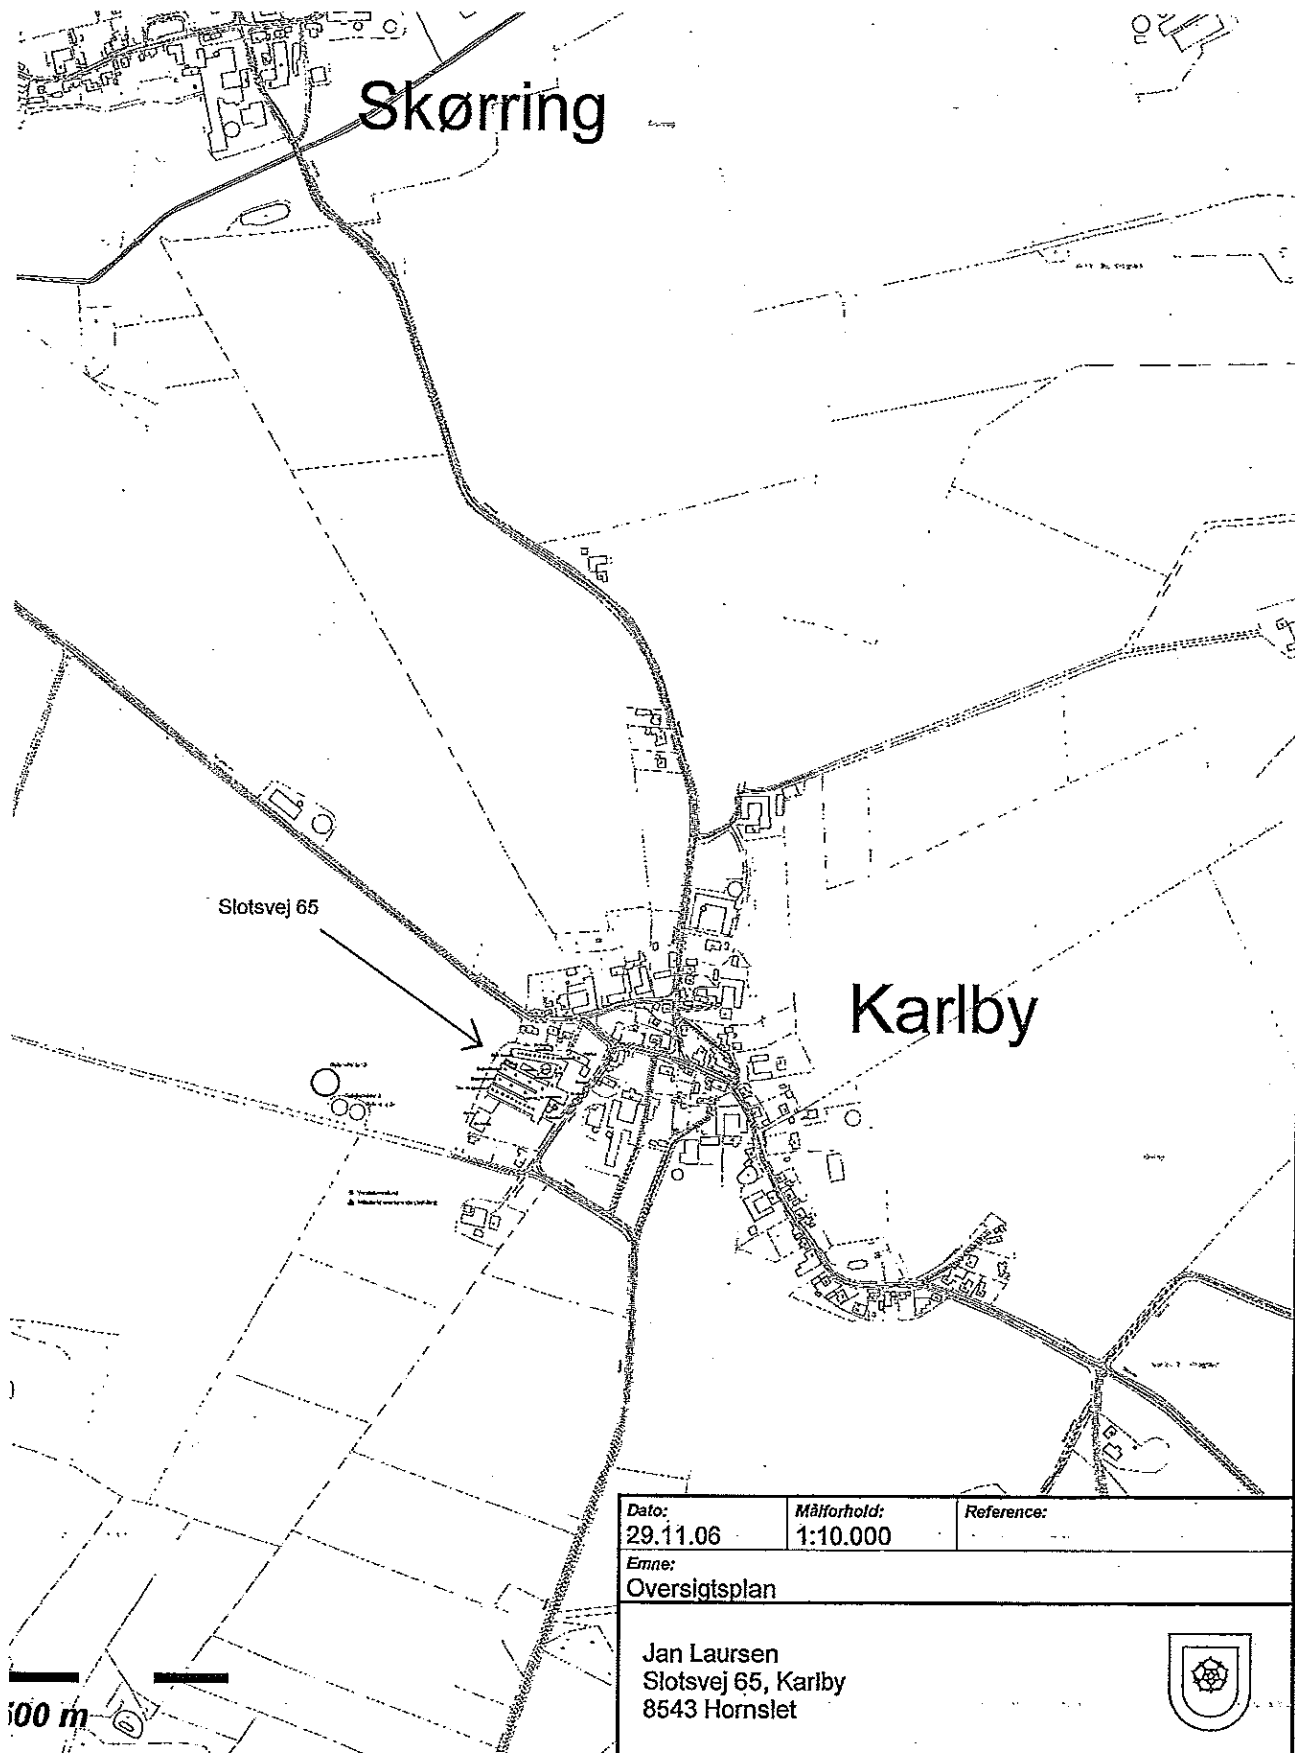 Skørring
Slotsvej 65
Karlby
Dato:
29.11.06
Målforhold:
1:10.000
Reference:
Emne:
Oversigtsplan
Jan Laursen
Slotsvej 65, Karlby
8543 Hornslet
00 m